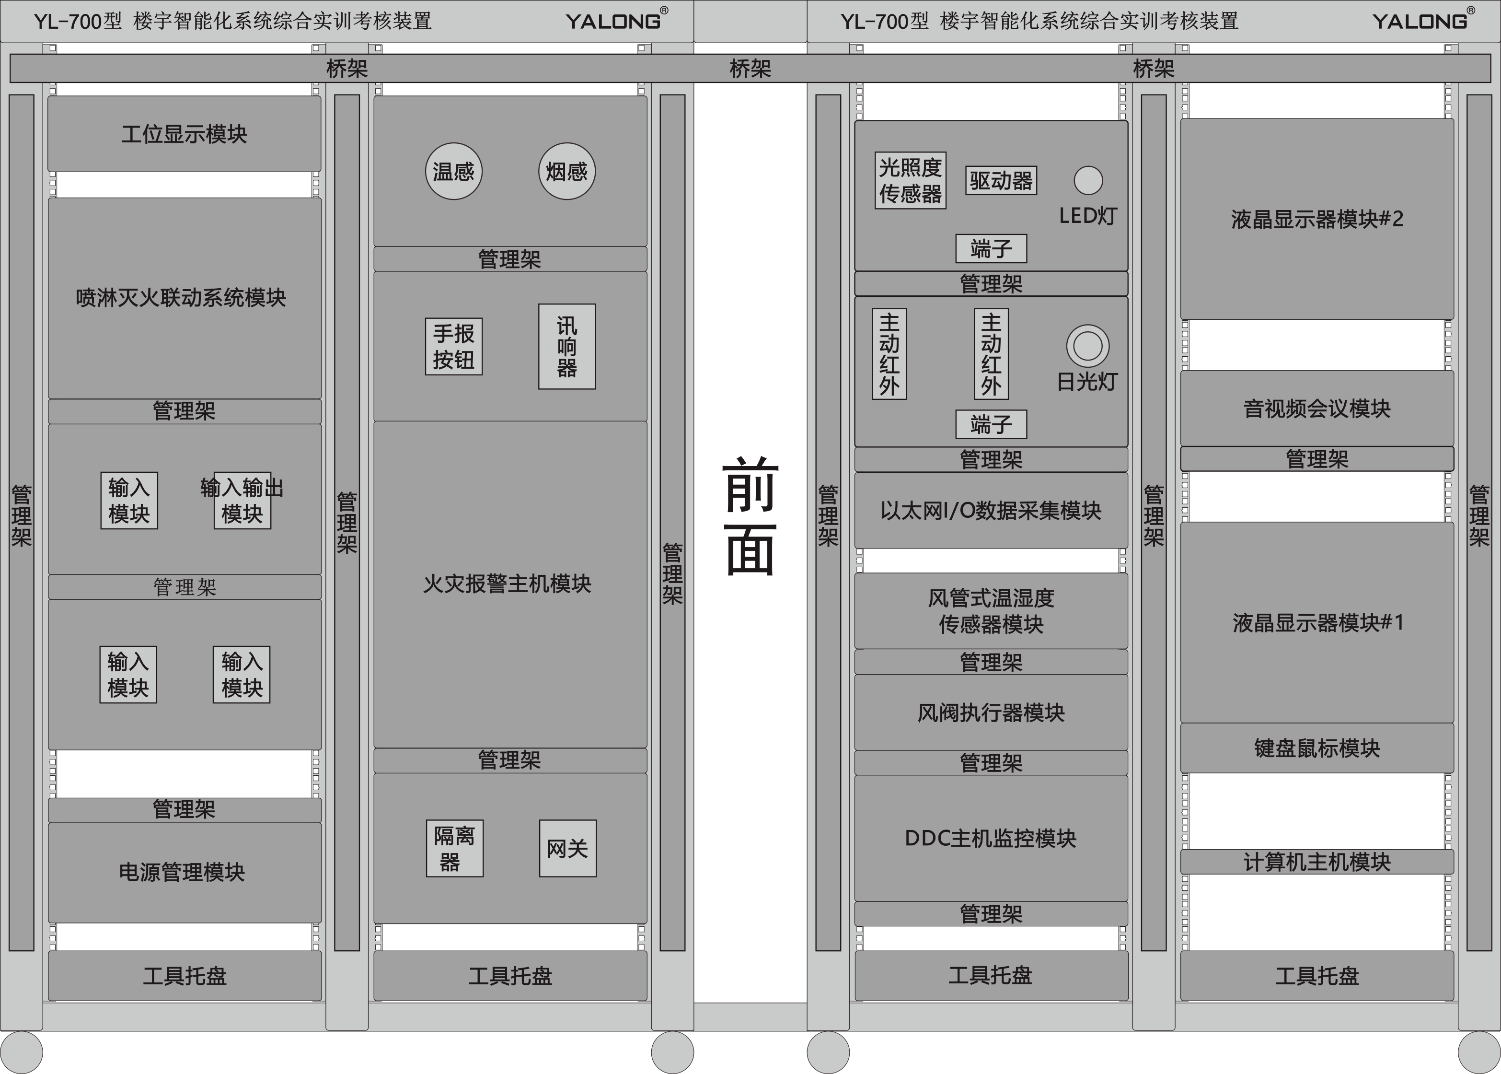 YL-700型 楼宇智能化系统综合实训考核装置
YALONG®
YL-700型 楼宇智能化系统综合实训考核装置
YALONG®
桥架
桥架
桥架
管理架
工位显示模块
喷淋灭火联动系统模块
管理架
输入
模块
输入输出
模块
管理架
输入
模块
输入
模块
管理架
电源管理模块
工具托盘
管理架
温感
烟感
管理架
手报
按钮
讯响器
火灾报警主机模块
管理架
隔离
器
网关
工具托盘
管理架
前面
管理架
光照度
传感器
驱动器
LED灯
端子
管理架
主动红外
主动红外
日光灯
端子
管理架
以太网I/O数据采集模块
风管式温湿度
传感器模块
管理架
风阀执行器模块
管理架
DDC主机监控模块
管理架
工具托盘
管理架
液晶显示器模块#2
音视频会议模块
管理架
液晶显示器模块#1
键盘鼠标模块
计算机主机模块
工具托盘
管理架